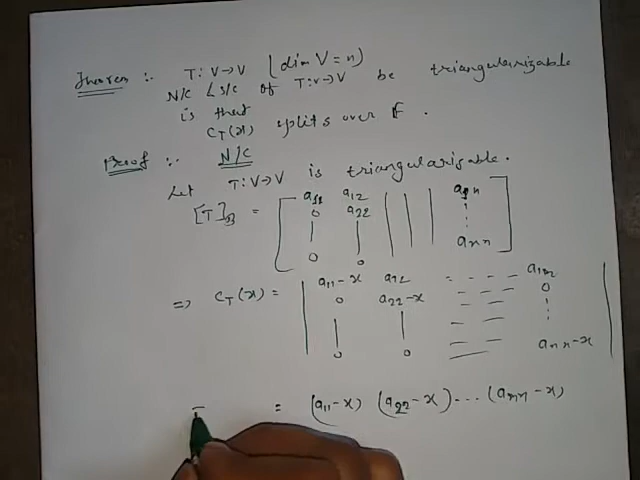 Theorem :- T: V→V (dim V = n)
N/C & S/C of T: V→V be triangularizable
is that
C_T(x) splits over F.
Proof :- N/C
Let T: V→V is triangularizable.
[T]_B = [ a11 a12 | | | a1n
0 a22 ⋮
| |
0 0 ann ]
⇒ C_T(x) = | a11-x a12 - - - - a1n
0 a22-x - - - 0
| | - - - ⋮
0 0 - - - ann-x |
= (a11-x) (a22-x) ... (ann-x)